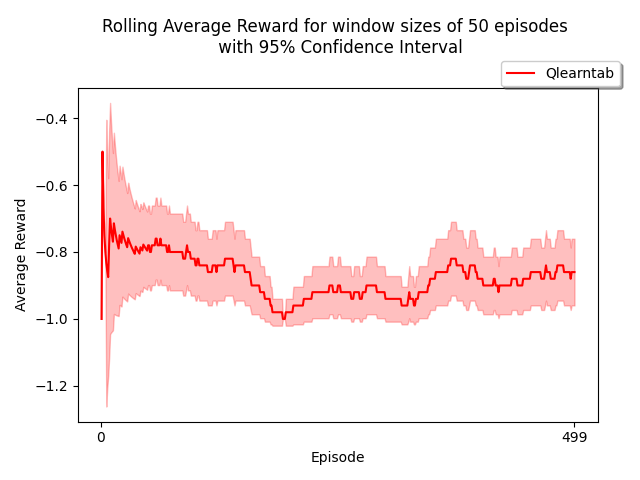 Rolling Average Reward for window sizes of 50 episodes
with 95% Confidence Interval
Qlearntab
−0.4
−0.6
−0.8
−1.0
−1.2
Average Reward
0
499
Episode